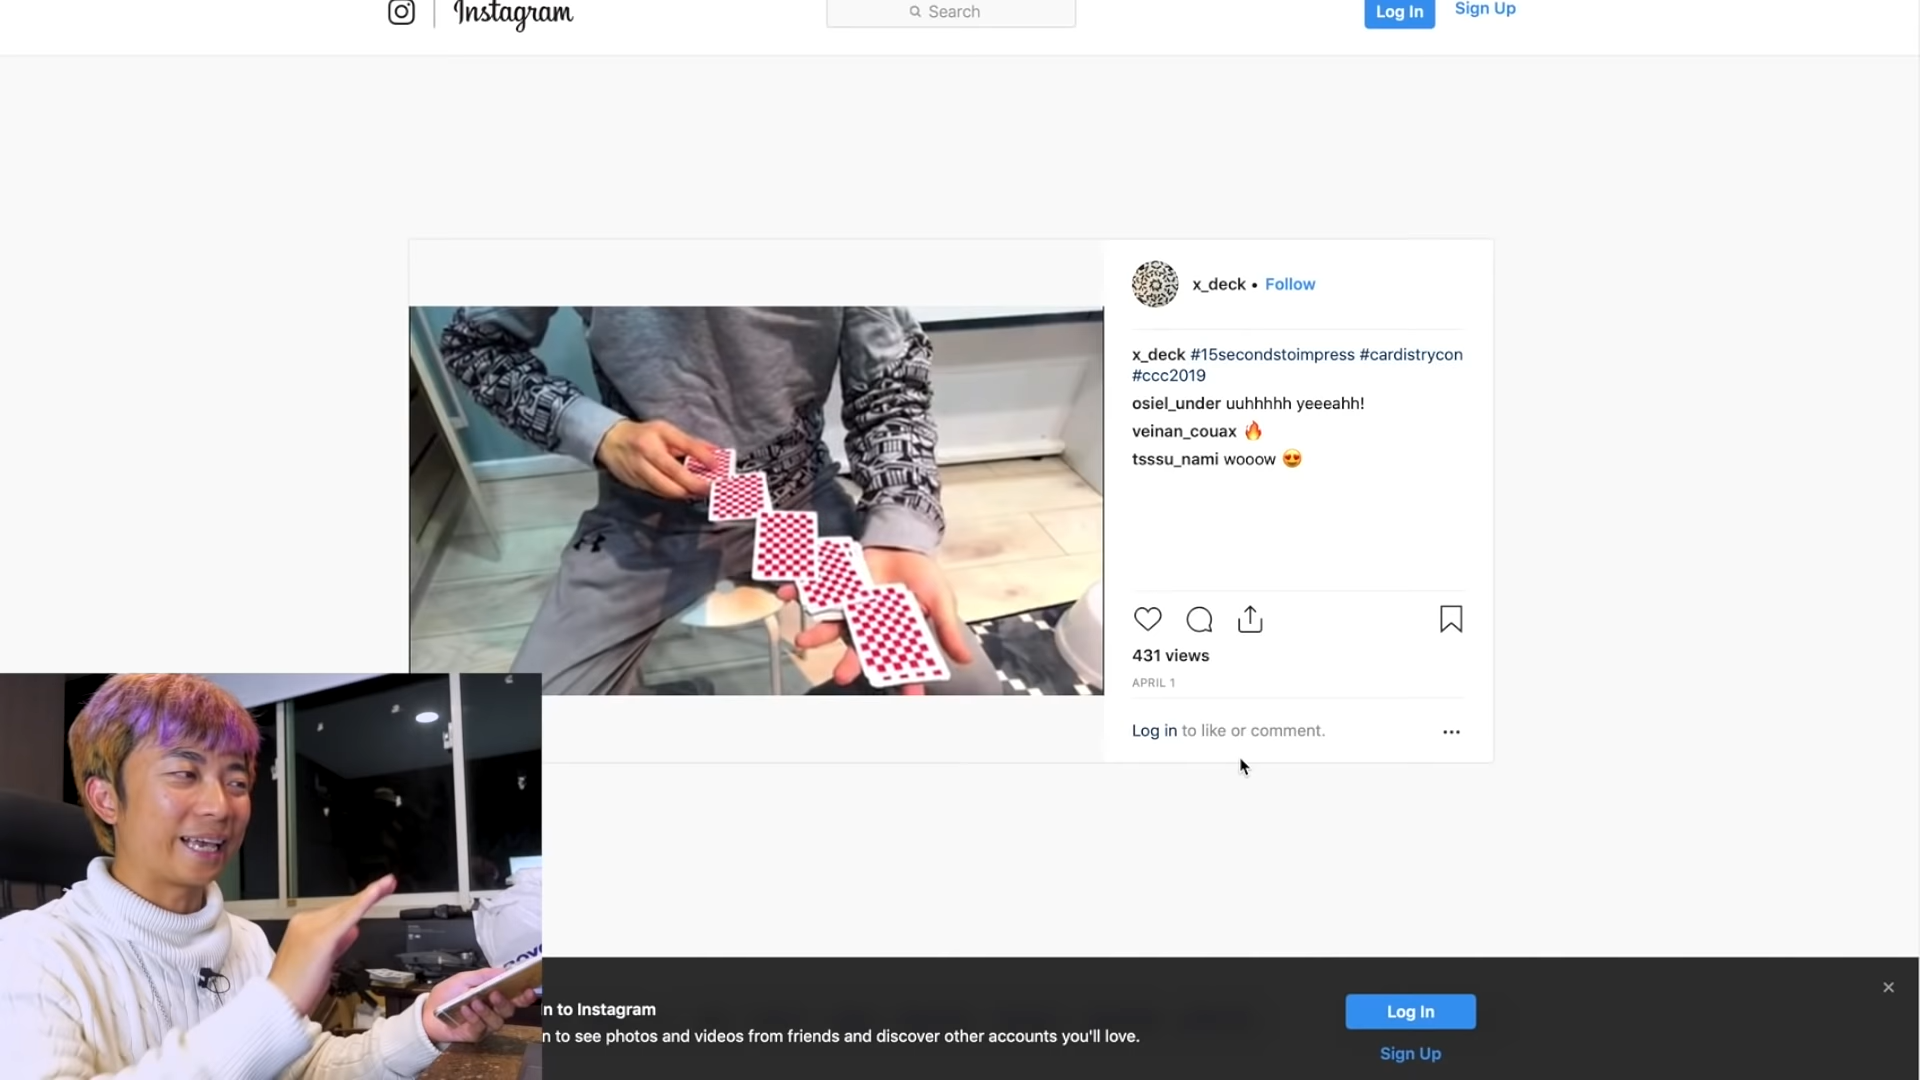 Instagram
Search
Log In
Sign Up
x_deck • Follow
x_deck #15secondstoimpress #cardistrycon
#ccc2019
osiel_under uuhhhhh yeeeahh!
veinan_couax 🔥
tsssu_nami wooow 😍
431 views
APRIL 1
Log in to like or comment.
n to Instagram
n to see photos and videos from friends and discover other accounts you'll love.
Log In
Sign Up